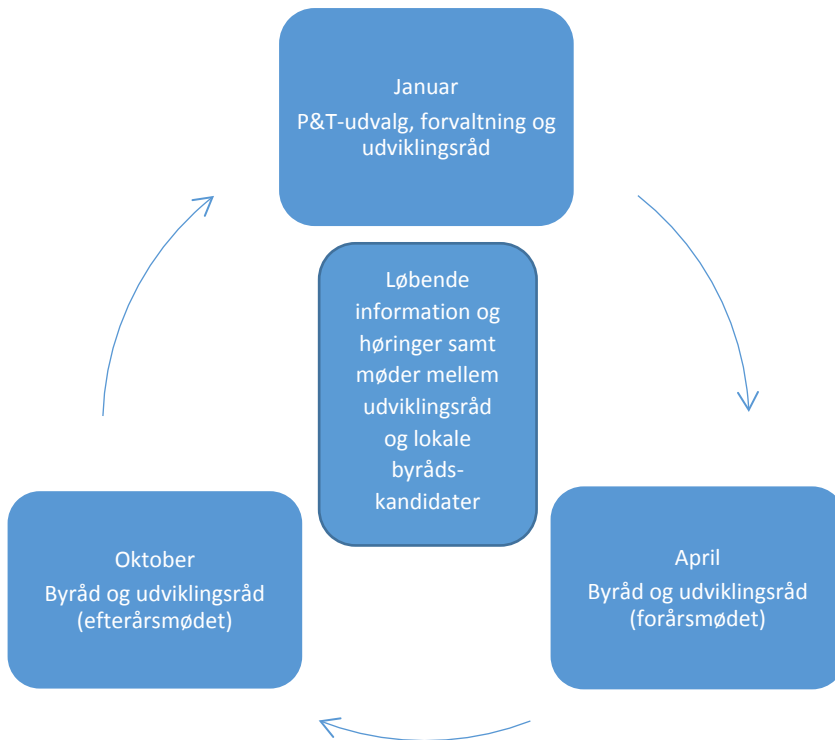 Januar
P&T-udvalg, forvaltning og
udviklingsråd
Løbende
information og
høringer samt
møder mellem
udviklingsråd
og lokale
byråds-
kandidater
Oktober
Byråd og udviklingsråd
(efterårsmødet)
April
Byråd og udviklingsråd
(forårsmødet)